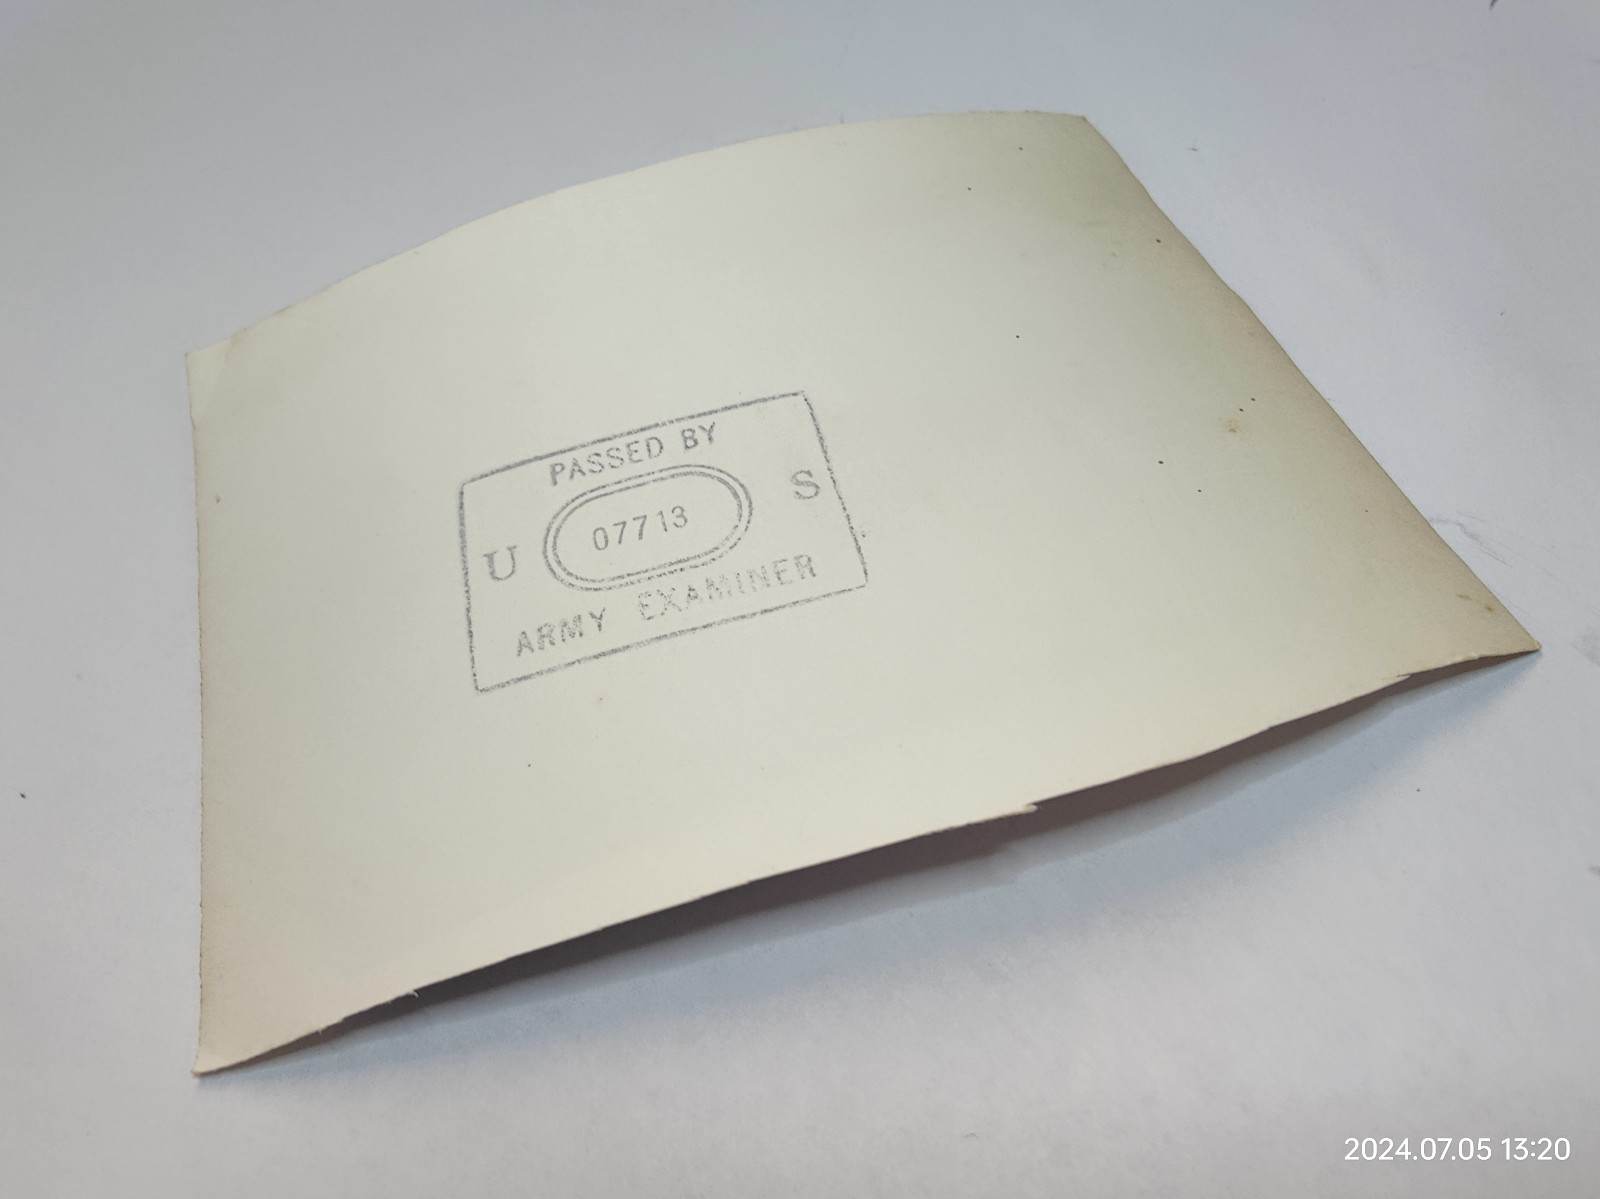 PASSED BY
U 07713 S
ARMY EXAMINER
2024.07.05 13:20